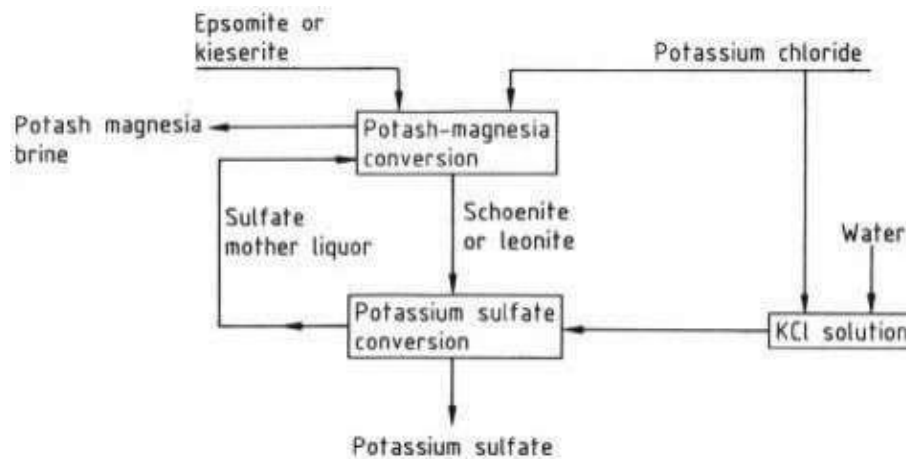 Epsomite or
kieserite
Potassium chloride
Potash magnesia
brine
Potash-magnesia
conversion
Sulfate
mother liquor
Schoenite
or leonite
Water
Potassium sulfate
conversion
KCl solution
Potassium sulfate